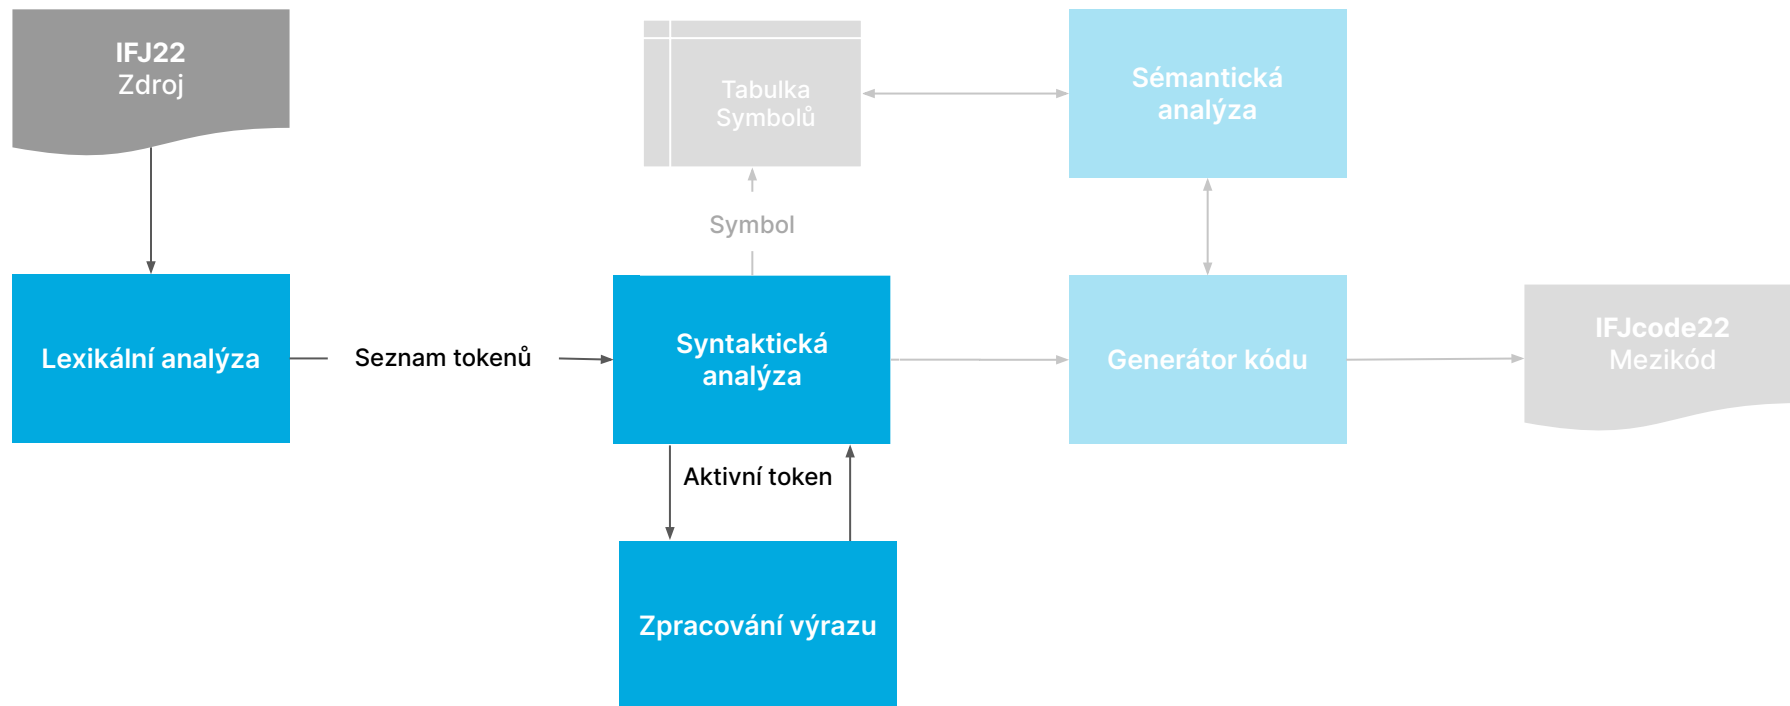 IFJ22
Zdroj
Tabulka
Symbolů
Sémantická
analýza
Symbol
Lexikální analýza
Seznam tokenů
Syntaktická
analýza
Generátor kódu
IFJcode22
Mezikód
Aktivní token
Zpracování výrazu